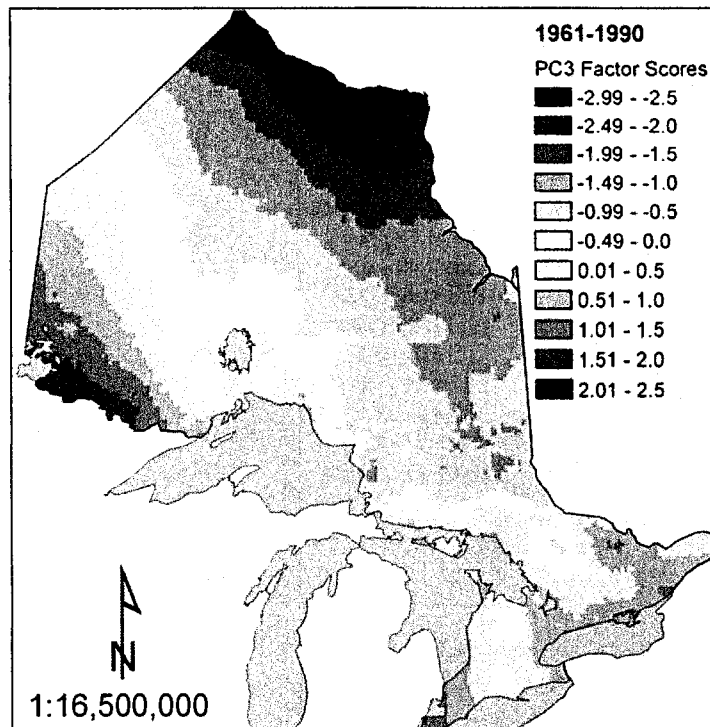 1961-1990
PC3 Factor Scores
-2.99 - -2.5
-2.49 - -2.0
-1.99 - -1.5
-1.49 - -1.0
-0.99 - -0.5
-0.49 - 0.0
0.01 - 0.5
0.51 - 1.0
1.01 - 1.5
1.51 - 2.0
2.01 - 2.5
N
1:16,500,000